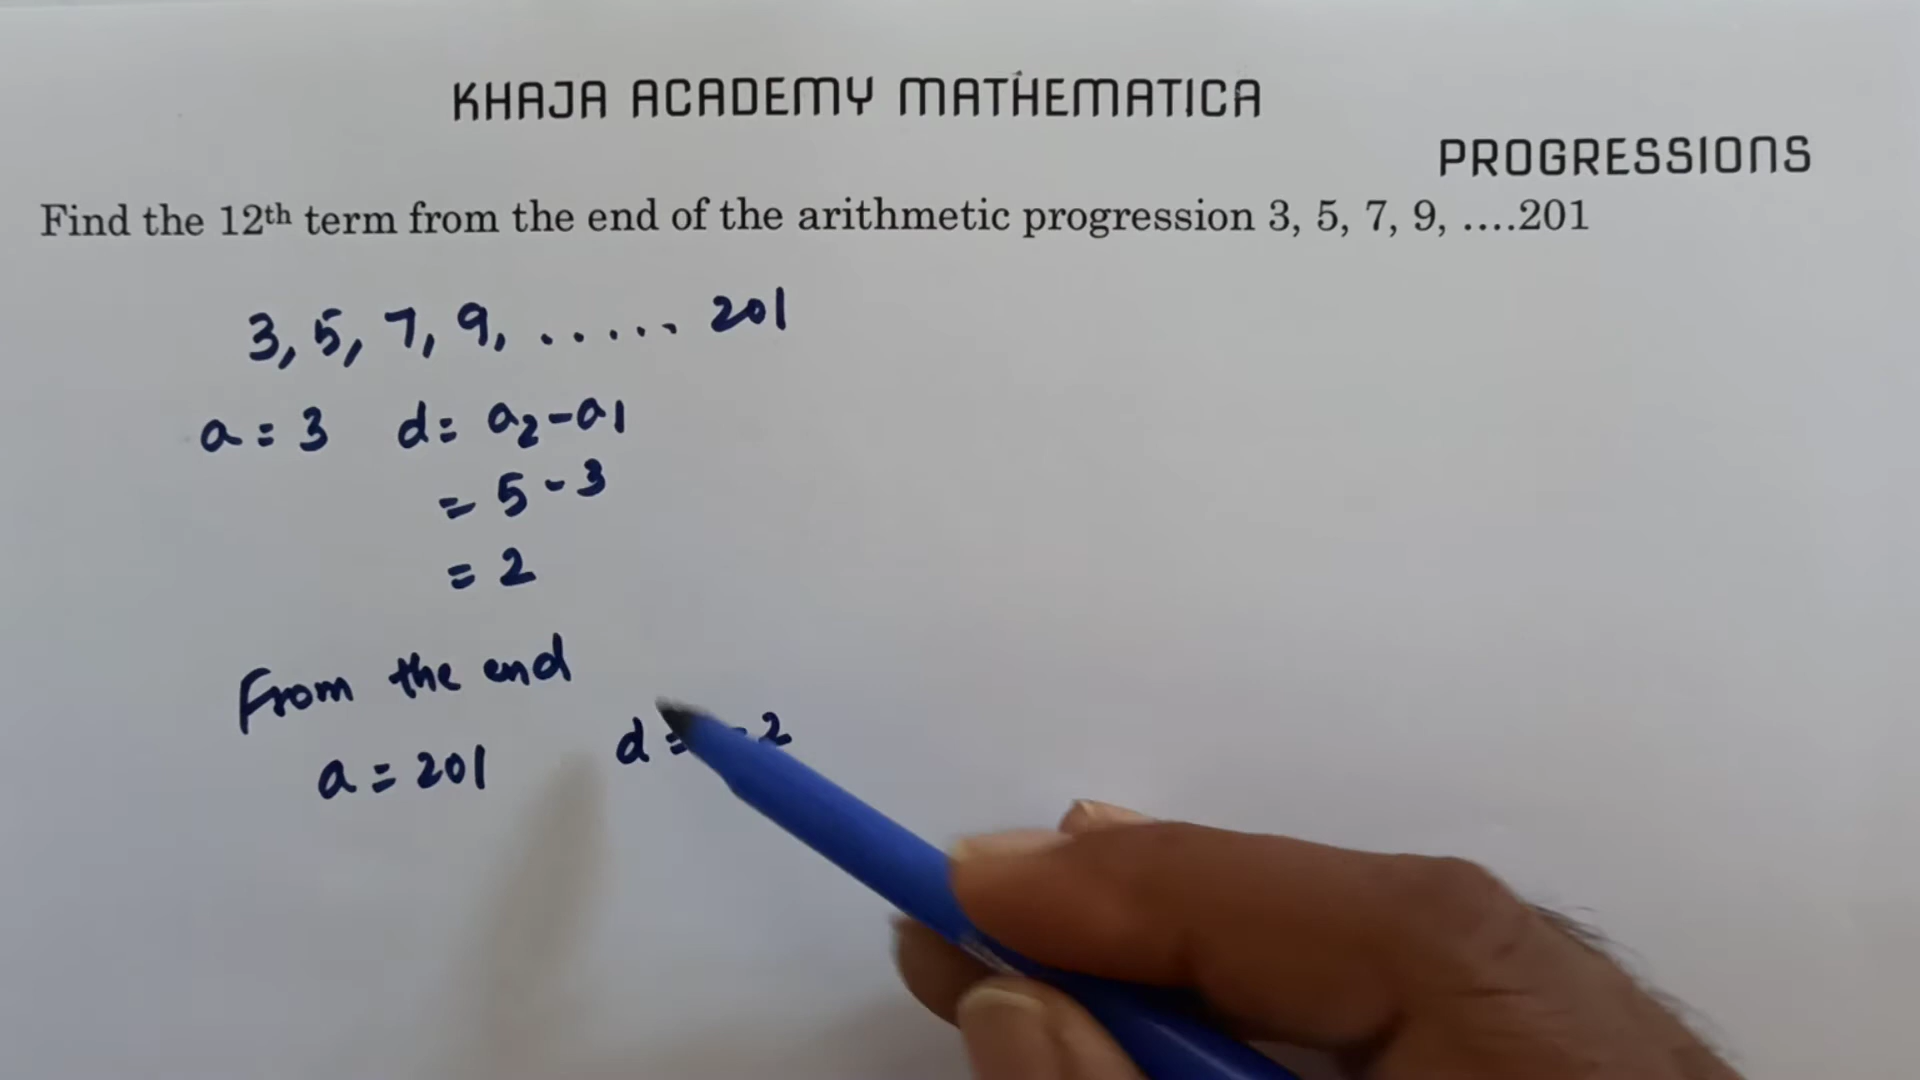 KHAJA ACADEMY MATHEMATICA
PROGRESSIONS
Find the 12th term from the end of the arithmetic progression 3, 5, 7, 9, ....201
3, 5, 7, 9, ..... 201
a = 3 d = a2 - a1
= 5 - 3
= 2
From the end
a = 201 d = -2